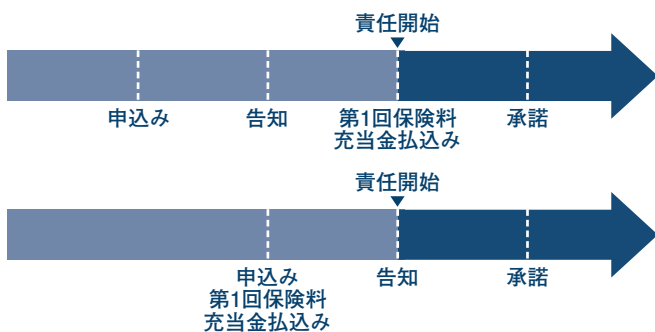 責任開始
申込み
告知
第1回保険料
充当金払込み
承諾
責任開始
申込み
第1回保険料
充当金払込み
告知
承諾